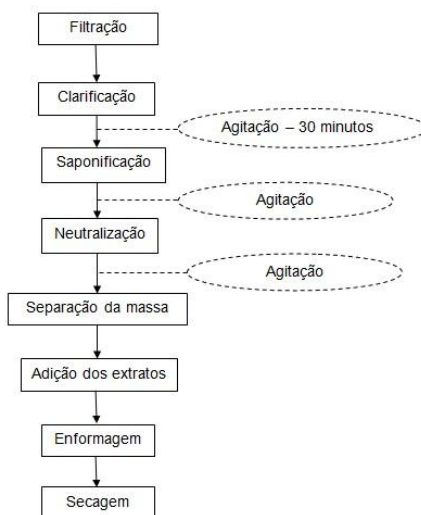 Filtração
Clarificação
Agitação – 30 minutos
Saponificação
Agitação
Neutralização
Agitação
Separação da massa
Adição dos extratos
Enformagem
Secagem